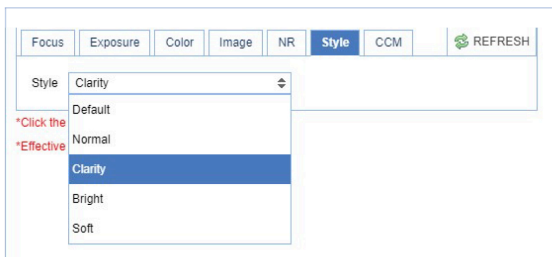 Focus Exposure Color Image NR Style CCM REFRESH
Style Clarity
Default
*Click the
Normal
*Effective
Clarity
Bright
Soft